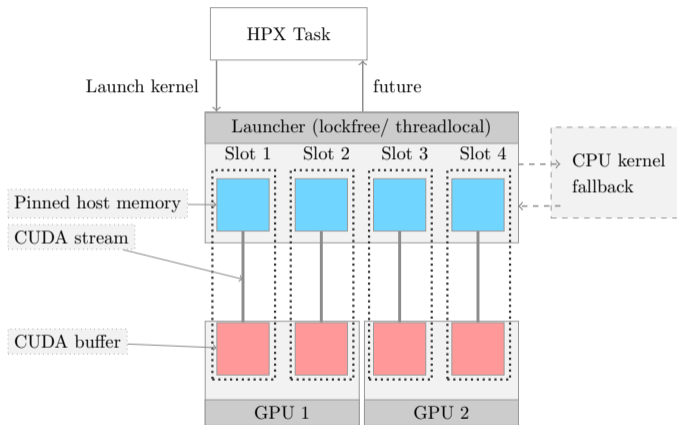 HPX Task
Launch kernel
future
Launcher (lockfree/ threadlocal)
Slot 1
Slot 2
Slot 3
Slot 4
CPU kernel
fallback
Pinned host memory
CUDA stream
CUDA buffer
GPU 1
GPU 2